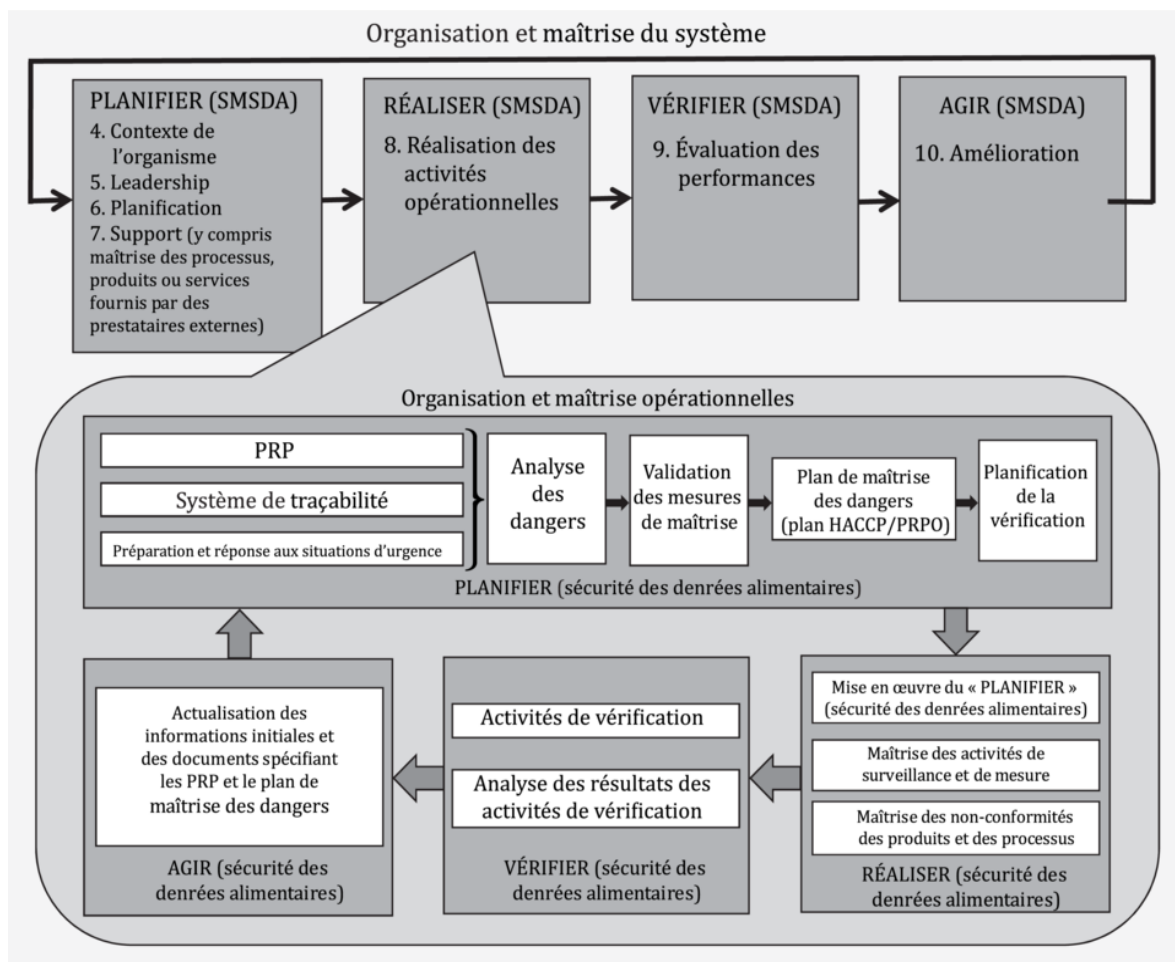 Organisation et maîtrise du système
PLANIFIER (SMSDA)
4. Contexte de
l’organisme
5. Leadership
6. Planification
7. Support (y compris
maîtrise des processus,
produits ou services
fournis par des
prestataires externes)
RÉALISER (SMSDA)
8. Réalisation des
activités
opérationnelles
VÉRIFIER (SMSDA)
9. Évaluation des
performances
AGIR (SMSDA)
10. Amélioration
Organisation et maîtrise opérationnelles
PRP
Système de traçabilité
Préparation et réponse aux situations d’urgence
Analyse
des
dangers
Validation
des mesures
de maîtrise
Plan de maîtrise
des dangers
(plan HACCP/PRPO)
Planification
de la
vérification
PLANIFIER (sécurité des denrées alimentaires)
Actualisation des
informations initiales et
des documents spécifiant
les PRP et le plan de
maîtrise des dangers
AGIR (sécurité des
denrées alimentaires)
Activités de vérification
Analyse des résultats des
activités de vérification
VÉRIFIER (sécurité des
denrées alimentaires)
Mise en œuvre du « PLANIFIER »
(sécurité des denrées alimentaires)
Maîtrise des activités de
surveillance et de mesure
Maîtrise des non-conformités
des produits et des processus
RÉALISER (sécurité des
denrées alimentaires)